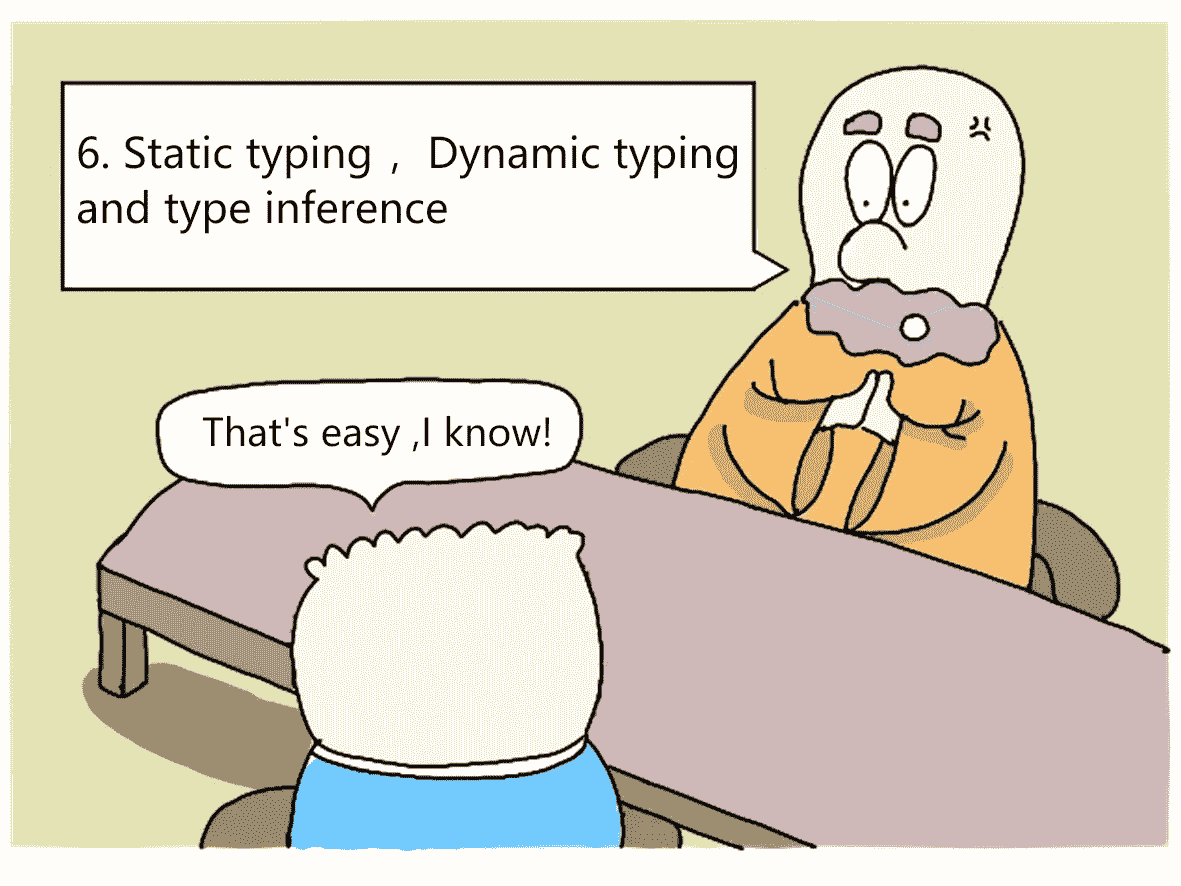 6. Static typing ,  Dynamic typing
and type inference
That's easy ,I know!